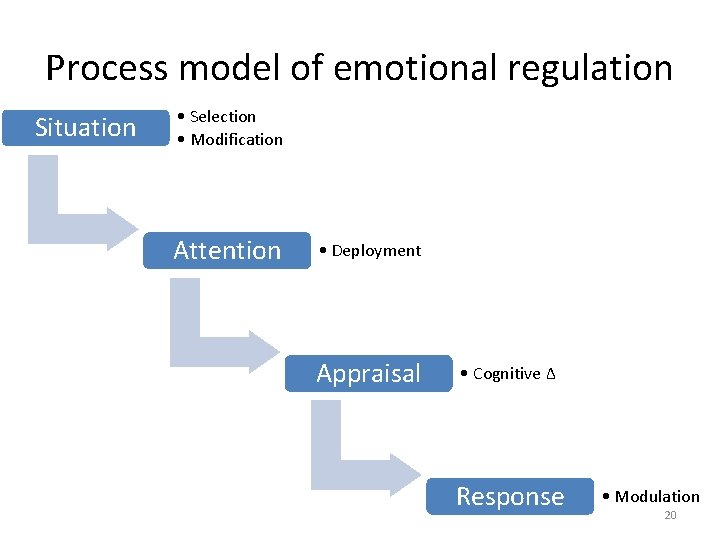 Process model of emotional regulation
Situation
• Selection
• Modification
Attention
• Deployment
Appraisal
• Cognitive Δ
Response
• Modulation
20